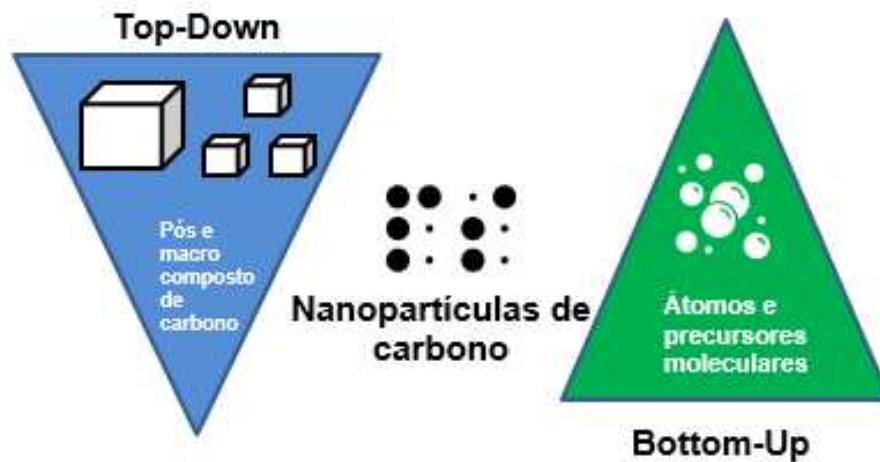 Top-Down
Pós e
macro
composto
de
carbono
Nanopartículas de
carbono
Átomos e
precursores
moleculares
Bottom-Up